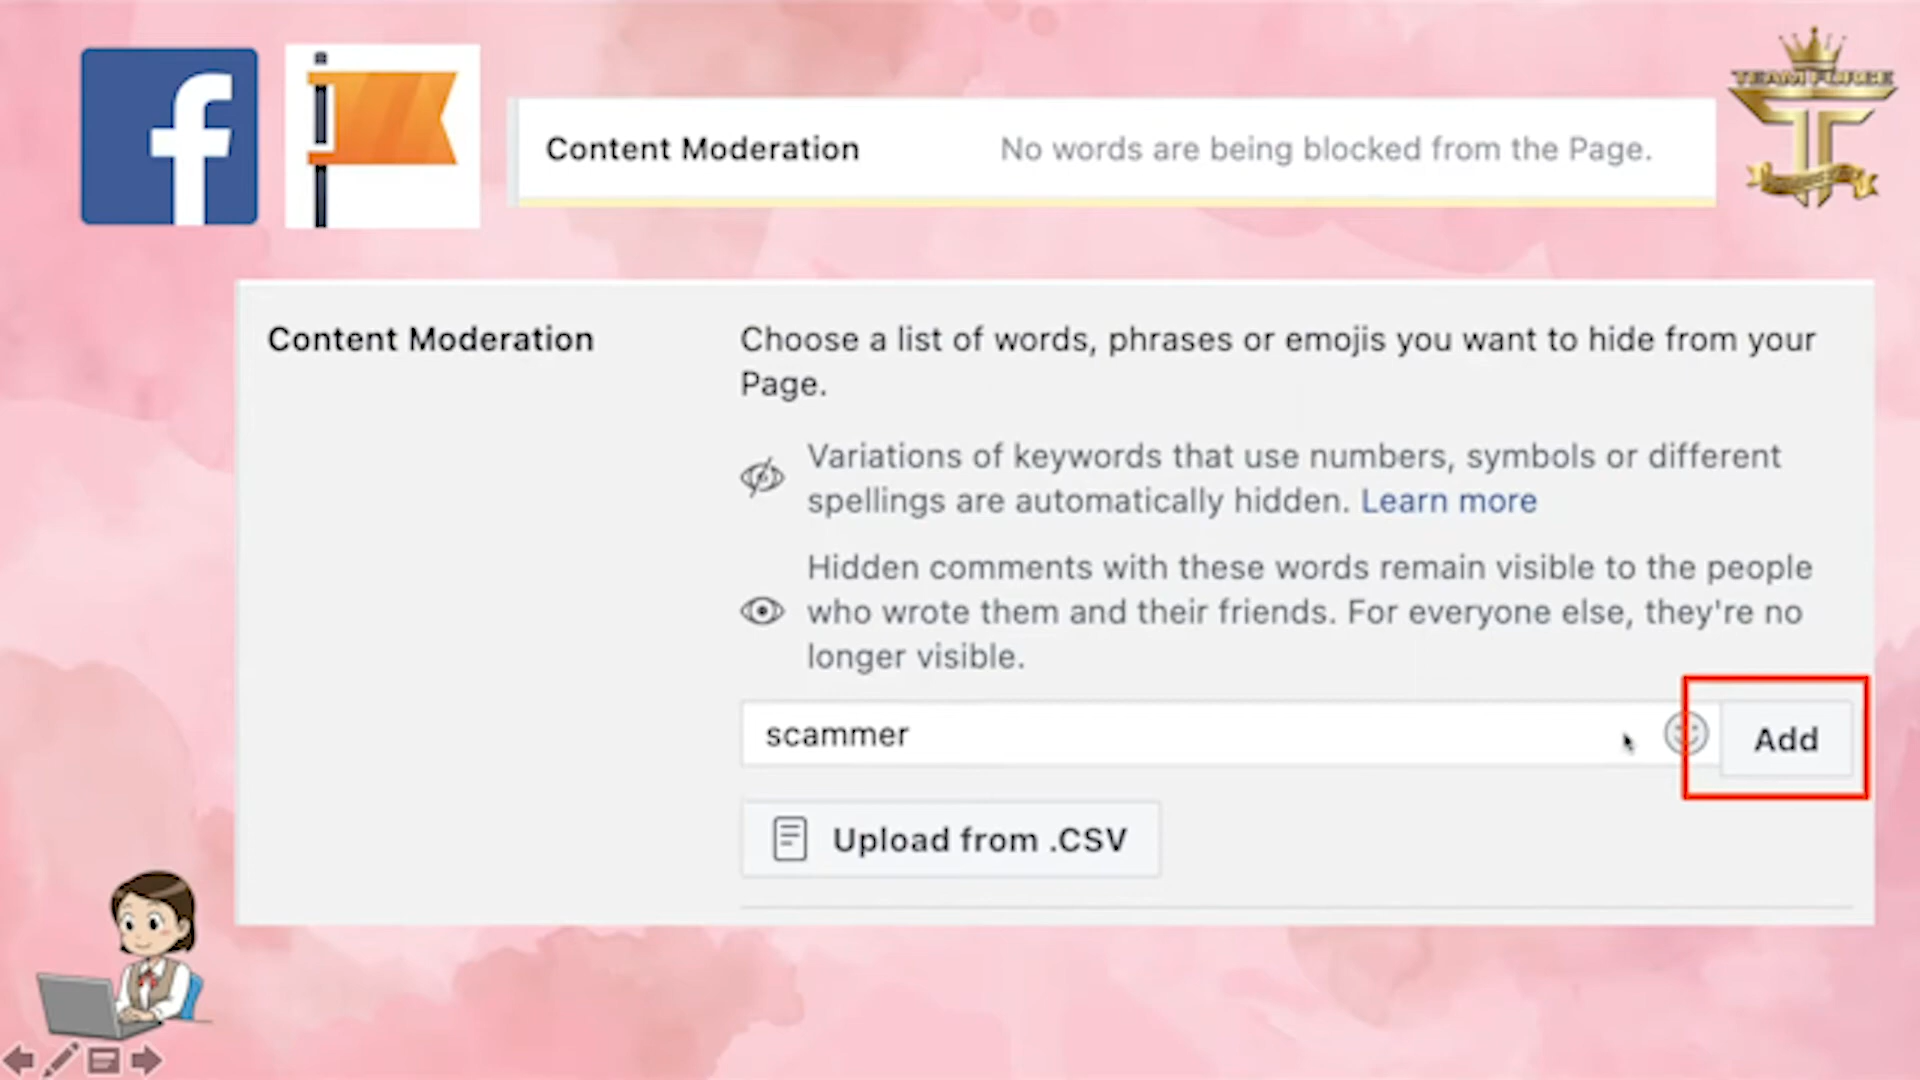 TEAM FORCE
Content Moderation
No words are being blocked from the Page.
Content Moderation
Choose a list of words, phrases or emojis you want to hide from your
Page.
Variations of keywords that use numbers, symbols or different
spellings are automatically hidden. Learn more
Hidden comments with these words remain visible to the people
who wrote them and their friends. For everyone else, they're no
longer visible.
scammer
Add
Upload from .CSV